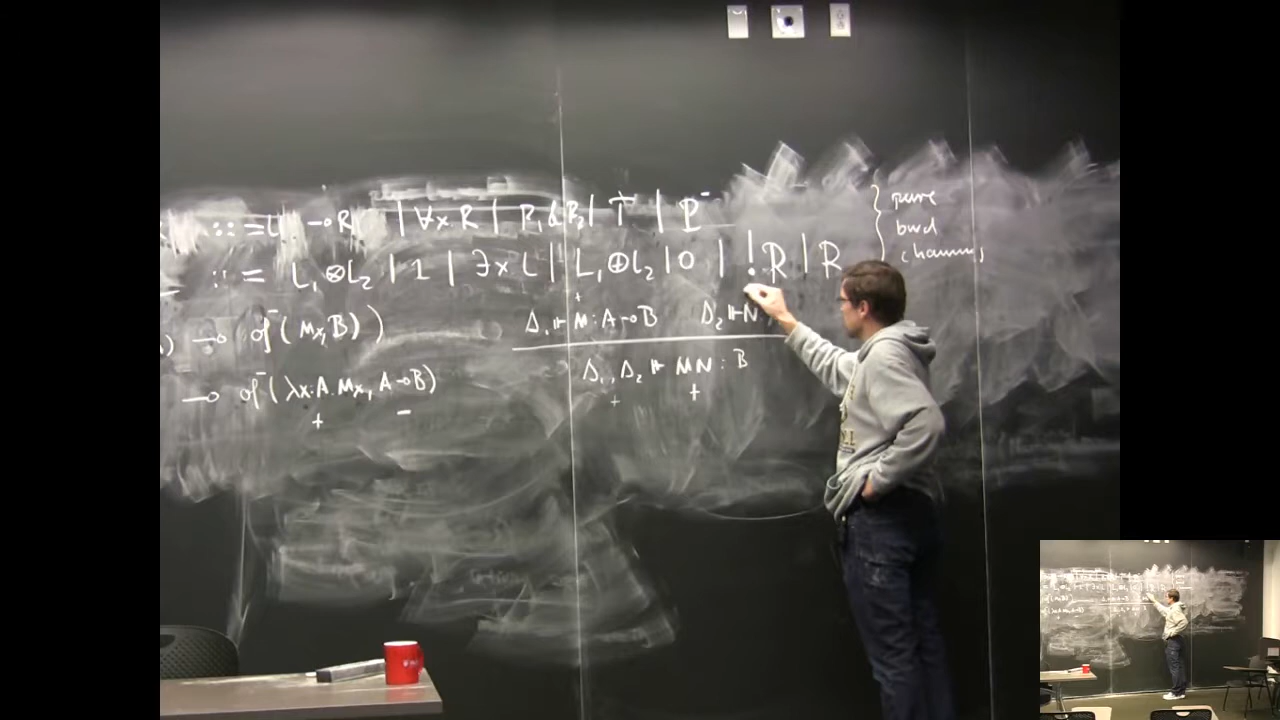 ::= L ⊸ R | ∀x. R | R₁ & R₂ | ⊤ | P⁻
pure
bwd
chaining
::= L₁ ⊗ L₂ | 1 | ∃x L | L₁ ⊕ L₂ | 0 | !R | R
) ⊸ of⁻(Mx, B))
Δ₁ ⊩ M : A ⊸ B Δ₂ ⊩ N
⊸ of⁻(λx:A. Mx, A ⊸ B)
Δ₁, Δ₂ ⊩ M N : B
+ − + +